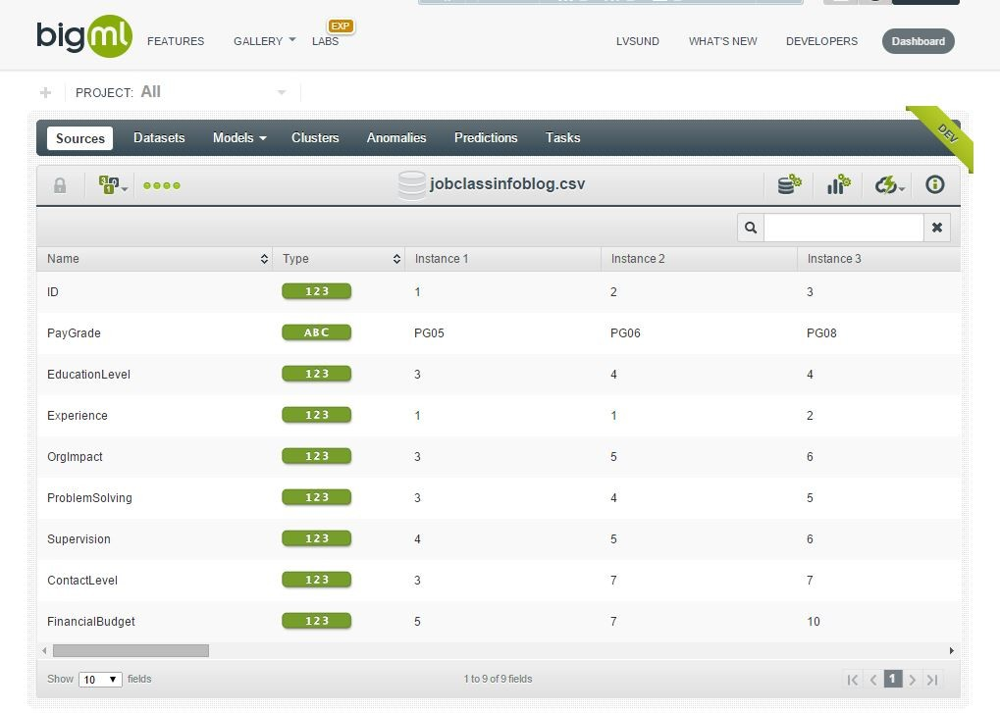 bigml
FEATURES GALLERY LABS EXP LVSUND WHAT'S NEW DEVELOPERS Dashboard
PROJECT: All
Sources Datasets Models Clusters Anomalies Predictions Tasks DEV
jobclassinfoblog.csv
Name Type Instance 1 Instance 2 Instance 3
ID 123 1 2 3
PayGrade ABC PG05 PG06 PG08
EducationLevel 123 3 4 4
Experience 123 1 1 2
OrgImpact 123 3 5 6
ProblemSolving 123 3 4 5
Supervision 123 4 5 6
ContactLevel 123 3 7 7
FinancialBudget 123 5 7 10
Show 10 fields 1 to 9 of 9 fields 1